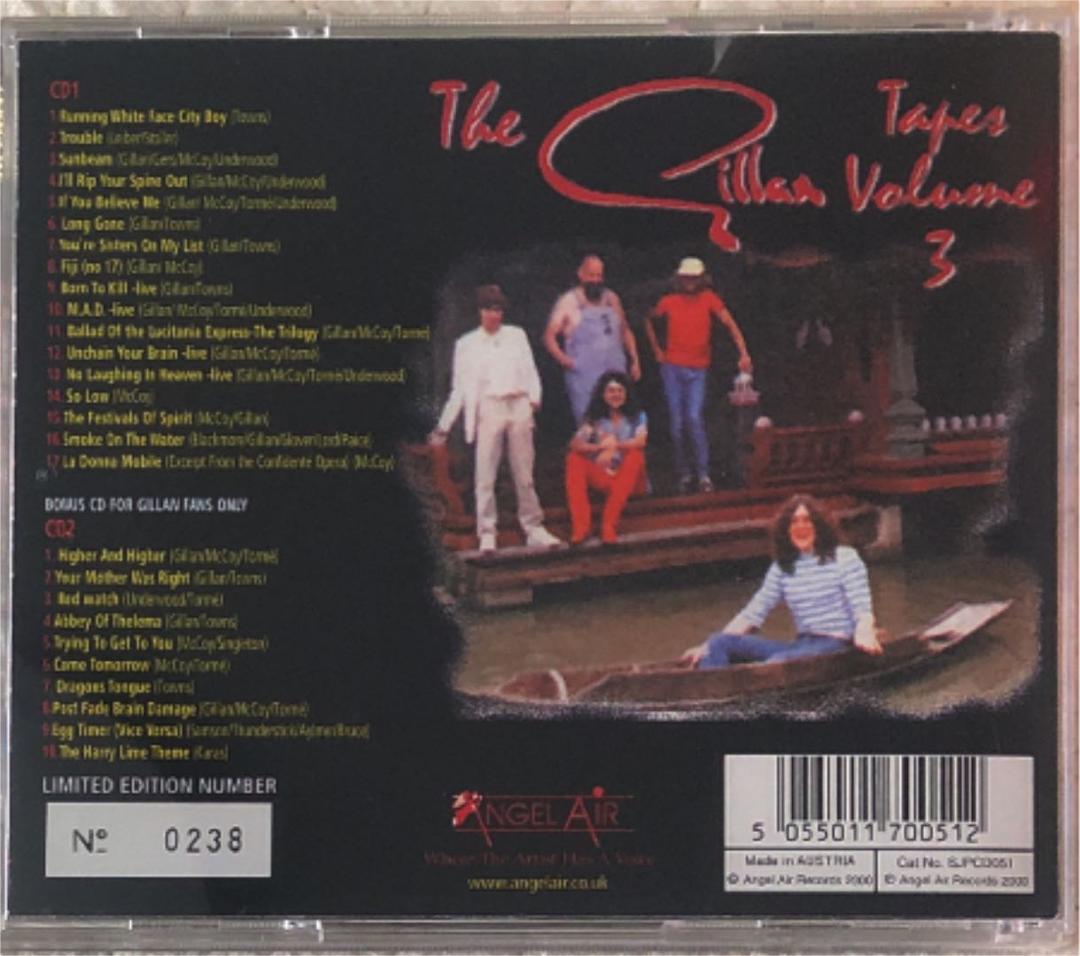 CD1
1 Running White Face City Boy (Towns)
2. Trouble (Leiber/Stoller)
3. Sunbeam (Gillan/Gers/McCoy/Underwood)
4. I'll Rip Your Spine Out (Gillan/McCoy/Underwood)
5. If You Believe Me (Gillan/ McCoy/Tormé/Underwood)
6. Long Gone (Gillan/Towns)
7. You're Sisters On My List (Gillan/Towns)
8. Fiji (no 17) (Gillan/ McCoy)
9. Born To Kill -live (Gillan/Towns)
10. M.A.D. -live (Gillan/ McCoy/Tormé/Underwood)
11. Ballad Of the Lucitania Express-The Trilogy (Gillan/McCoy/Tormé)
12. Unchain Your Brain -live (Gillan/McCoy/Tormé)
13. No Laughing In Heaven -live (Gillan/McCoy/Tormé/Underwood)
14. So Low (McCoy)
15. The Festivals Of Spirit (McCoy/Gillan)
16. Smoke On The Water (Blackmore/Gillan/Glover/Lord/Paice)
17. La Donna Mobile (Excerpt From the Confidente Opera) (McCoy)
BONUS CD FOR GILLAN FANS ONLY
CD2
1. Higher And Higher (Gillan/McCoy/Tormé)
2. Your Mother Was Right (Gillan/Towns)
3. Red watch (Underwood/Tormé)
4. Abbey Of Thelema (Gillan/Towns)
5. Trying To Get To You (McCoy/Singleton)
6. Come Tomorrow (McCoy/Tormé)
7. Dragons Tongue (Towns)
8. Post Fade Brain Damage (Gillan/McCoy/Tormé)
9. Egg Timer (Vice Versa) (Samson/Thunderstick/Aylmer/Bruce)
10. The Harry Lime Theme (Karas)
LIMITED EDITION NUMBER
Nº 0238
The Gillan Tapes
Volume
3
ANGEL AIR
Where The Artist Has A Voice
www.angelair.co.uk
5 055011 700512
Made in AUSTRIA
© Angel Air Records 2000
Cat No. SJPCD051
℗ Angel Air Records 2000